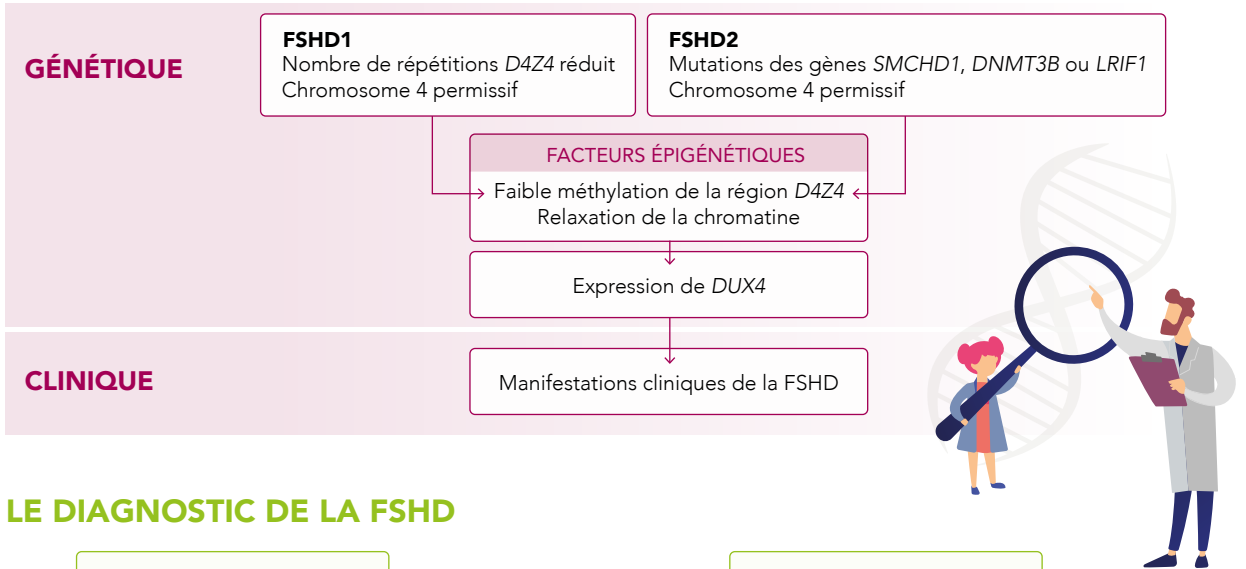 GÉNÉTIQUE
FSHD1
Nombre de répétitions D4Z4 réduit
Chromosome 4 permissif
FSHD2
Mutations des gènes SMCHD1, DNMT3B ou LRIF1
Chromosome 4 permissif
FACTEURS ÉPIGÉNÉTIQUES
Faible méthylation de la région D4Z4
Relaxation de la chromatine
Expression de DUX4
CLINIQUE
Manifestations cliniques de la FSHD
LE DIAGNOSTIC DE LA FSHD